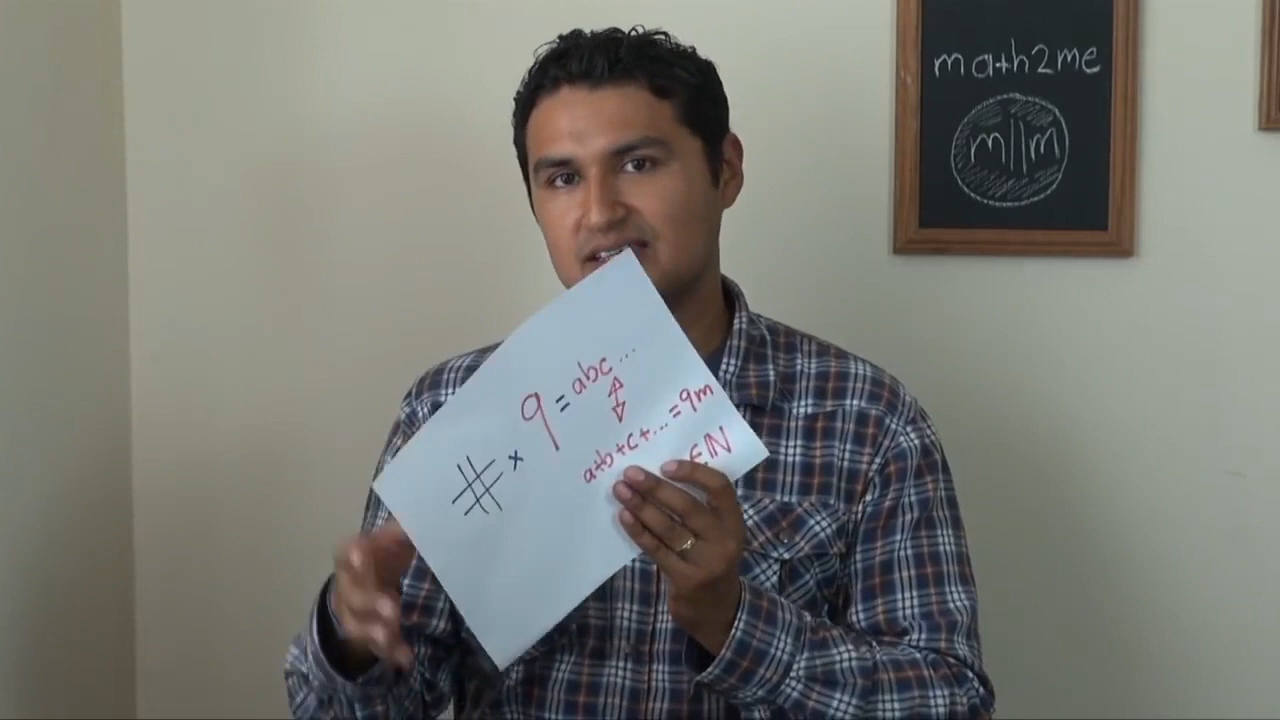 math2me
m||m
# × 9 = abc...
a+b+c+... = 9m
∈ℕ